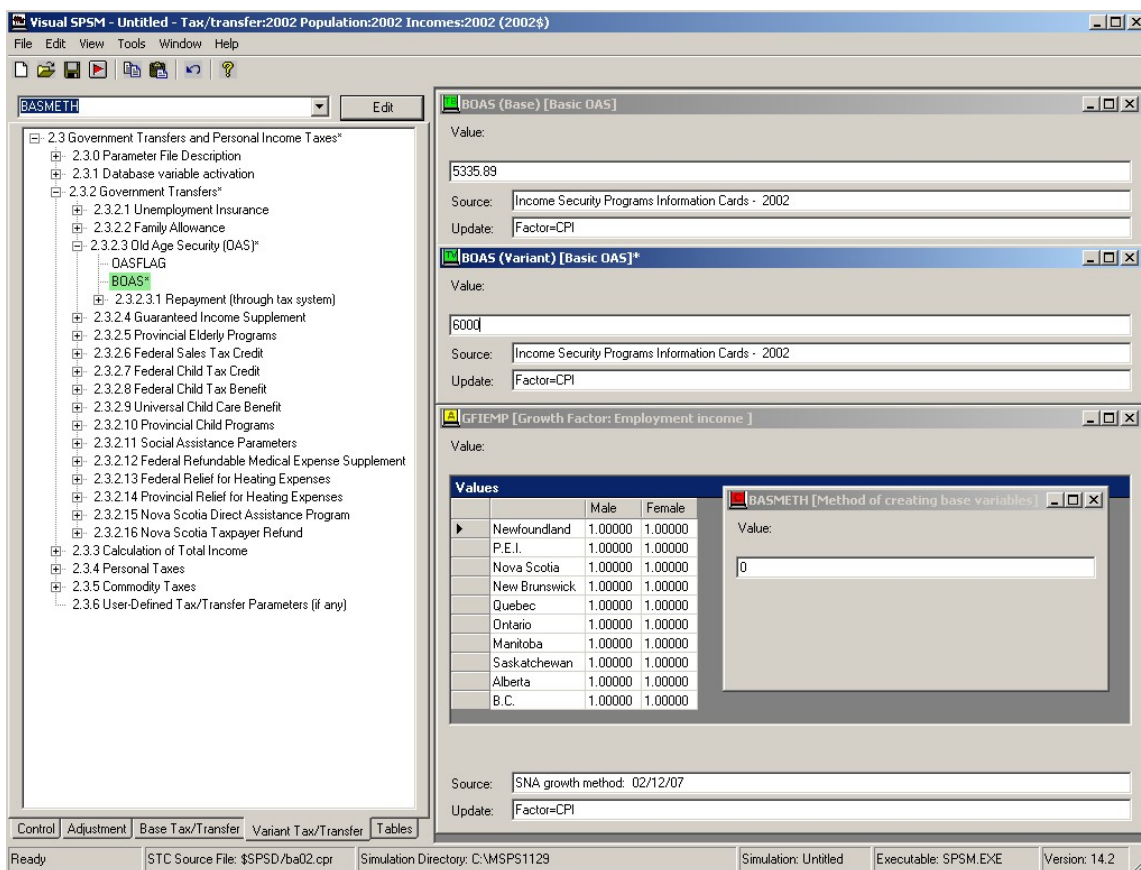 Visual SPSM - Untitled - Tax/transfer:2002 Population:2002 Incomes:2002 (2002$)
File Edit View Tools Window Help
BASMETH Edit
2.3 Government Transfers and Personal Income Taxes*
2.3.0 Parameter File Description
2.3.1 Database variable activation
2.3.2 Government Transfers*
2.3.2.1 Unemployment Insurance
2.3.2.2 Family Allowance
2.3.2.3 Old Age Security (OAS)*
OASFLAG
BOAS*
2.3.2.3.1 Repayment (through tax system)
2.3.2.4 Guaranteed Income Supplement
2.3.2.5 Provincial Elderly Programs
2.3.2.6 Federal Sales Tax Credit
2.3.2.7 Federal Child Tax Credit
2.3.2.8 Federal Child Tax Benefit
2.3.2.9 Universal Child Care Benefit
2.3.2.10 Provincial Child Programs
2.3.2.11 Social Assistance Parameters
2.3.2.12 Federal Refundable Medical Expense Supplement
2.3.2.13 Federal Relief for Heating Expenses
2.3.2.14 Provincial Relief for Heating Expenses
2.3.2.15 Nova Scotia Direct Assistance Program
2.3.2.16 Nova Scotia Taxpayer Refund
2.3.3 Calculation of Total Income
2.3.4 Personal Taxes
2.3.5 Commodity Taxes
2.3.6 User-Defined Tax/Transfer Parameters (if any)
Control Adjustment Base Tax/Transfer Variant Tax/Transfer Tables
TB BOAS (Base) [Basic OAS]
Value:
5335.89
Source: Income Security Programs Information Cards - 2002
Update: Factor=CPI
TV BOAS (Variant) [Basic OAS]*
Value:
6000
Source: Income Security Programs Information Cards - 2002
Update: Factor=CPI
A GFIEMP [Growth Factor: Employment income ]
Value:
Values
Male Female
Newfoundland 1.00000 1.00000
P.E.I. 1.00000 1.00000
Nova Scotia 1.00000 1.00000
New Brunswick 1.00000 1.00000
Quebec 1.00000 1.00000
Ontario 1.00000 1.00000
Manitoba 1.00000 1.00000
Saskatchewan 1.00000 1.00000
Alberta 1.00000 1.00000
B.C. 1.00000 1.00000
C BASMETH [Method of creating base variables]
Value:
0
Source: SNA growth method: 02/12/07
Update: Factor=CPI
Ready STC Source File: $SPSD/ba02.cpr Simulation Directory: C:\MSPS1129 Simulation: Untitled Executable: SPSM.EXE Version: 14.2